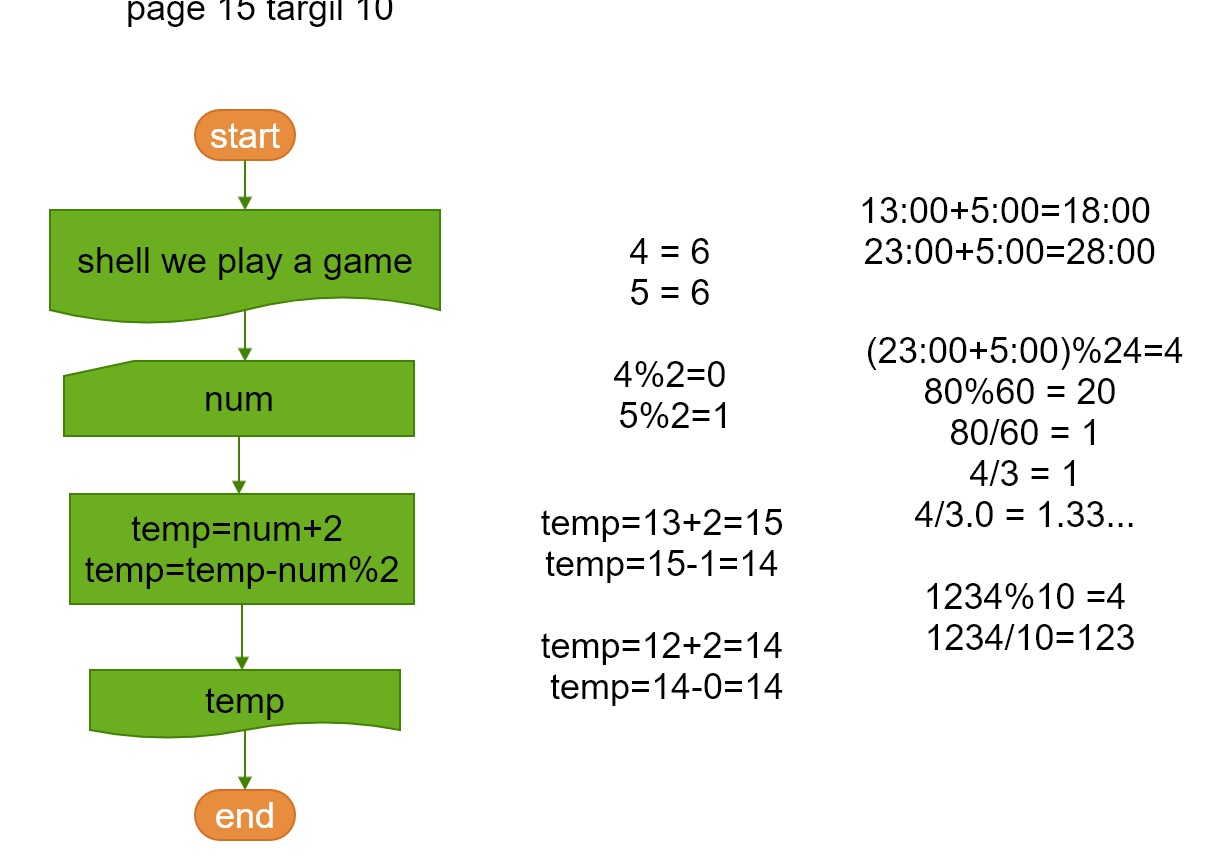 page 15 targil 10
start
shell we play a game
num
temp=num+2
temp=temp-num%2
temp
end
4 = 6
5 = 6
4%2=0
5%2=1
temp=13+2=15
temp=15-1=14
temp=12+2=14
temp=14-0=14
13:00+5:00=18:00
23:00+5:00=28:00
(23:00+5:00)%24=4
80%60 = 20
80/60 = 1
4/3 = 1
4/3.0 = 1.33...
1234%10 =4
1234/10=123